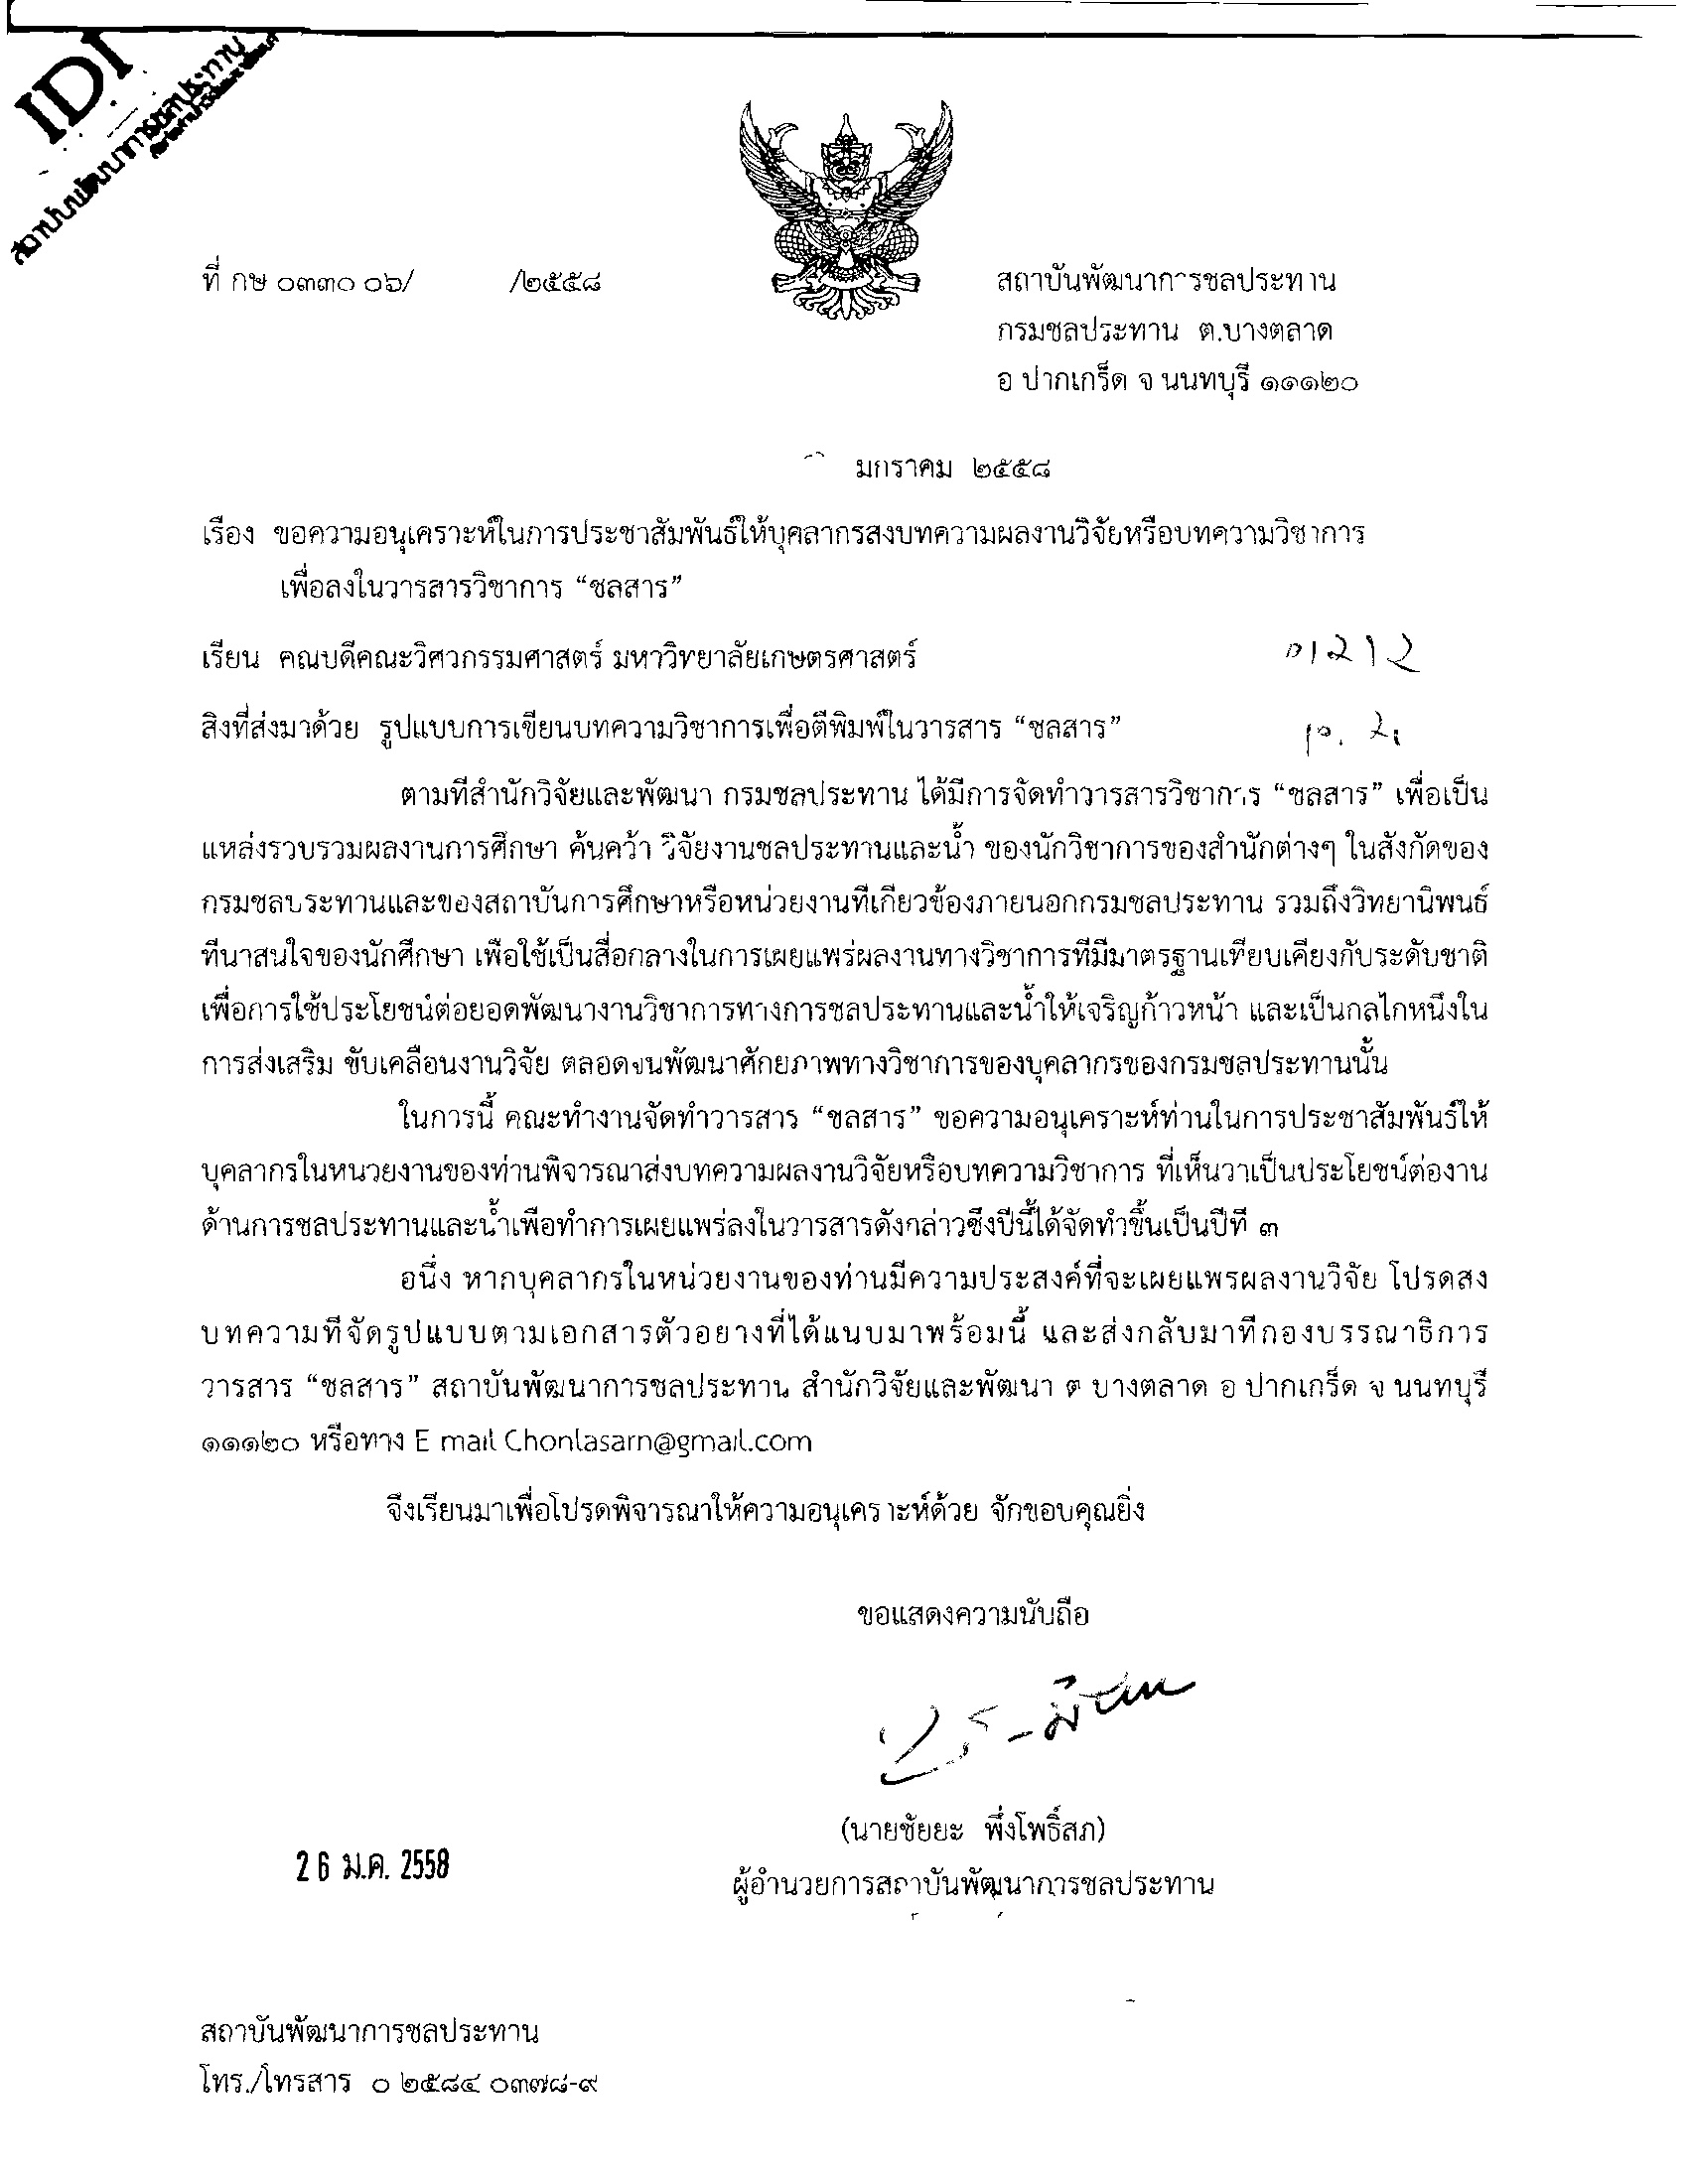 IDI
สถาบันพัฒนาการชลประทาน
ที่ กษ ๐๓๓๐ ๐๖/ /๒๕๕๘
สถาบันพัฒนาการชลประทาน
กรมชลประทาน ต.บางตลาด
อ ปากเกร็ด จ นนทบุรี ๑๑๑๒๐
มกราคม ๒๕๕๘
เรือง ขอความอนุเคราะห์ในการประชาสัมพันธ์ให้บุคลากรสงบทความผลงานวิจัยหรือบทความวิชาการ
เพื่อลงในวารสารวิชาการ “ชลสาร”
เรียน คณบดีคณะวิศวกรรมศาสตร์ มหาวิทยาลัยเกษตรศาสตร์
01212
สิงที่ส่งมาด้วย รูปแบบการเขียนบทความวิชาการเพื่อตีพิมพ์ในวารสาร “ชลสาร”
ตามทีสำนักวิจัยและพัฒนา กรมชลประทาน ได้มีการจัดทำวารสารวิชาการ “ชลสาร” เพื่อเป็น
แหล่งรวบรวมผลงานการศึกษา ค้นคว้า วิจัยงานชลประทานและน้ำ ของนักวิชาการของสำนักต่างๆ ในสังกัดของ
กรมชลประทานและของสถาบันการศึกษาหรือหน่วยงานทีเกียวข้องภายนอกกรมชลประทาน รวมถึงวิทยานิพนธ์
ทีนาสนใจของนักศึกษา เพือใช้เป็นสื่อกลางในการเผยแพร่ผลงานทางวิชาการทีมีมาตรฐานเทียบเคียงกับระดับชาติ
เพื่อการใช้ประโยชน์ต่อยอดพัฒนางานวิชาการทางการชลประทานและน้ำให้เจริญก้าวหน้า และเป็นกลไกหนึงใน
การส่งเสริม ขับเคลือนงานวิจัย ตลอดจนพัฒนาศักยภาพทางวิชาการของบุคลากรของกรมชลประทานนั้น
ในการนี้ คณะทำงานจัดทำวารสาร “ชลสาร” ขอความอนุเคราะห์ท่านในการประชาสัมพันธ์ให้
บุคลากรในหนวยงานของท่านพิจารณาส่งบทความผลงานวิจัยหรือบทความวิชาการ ที่เห็นวาเป็นประโยชน์ต่องาน
ด้านการชลประทานและน้ำเพือทำการเผยแพร่ลงในวารสารดังกล่าวซึงปีนี้ได้จัดทำขึ้นเป็นปีที ๓
อนึ่ง หากบุคลากรในหน่วยงานของท่านมีความประสงค์ที่จะเผยแพรผลงานวิจัย โปรดสง
บทความทีจัดรูปแบบตามเอกสารตัวอยางที่ได้แนบมาพร้อมนี้ และส่งกลับมาทีกองบรรณาธิการ
วารสาร “ชลสาร” สถาบันพัฒนาการชลประทาน สำนักวิจัยและพัฒนา ต บางตลาด อ ปากเกร็ด จ นนทบุรี
๑๑๑๒๐ หรือทาง E mail Chonlasarn@gmail.com
จึงเรียนมาเพื่อโปรดพิจารณาให้ความอนุเคราะห์ด้วย จักขอบคุณยิ่ง
ขอแสดงความนับถือ
(นายชัยยะ พึ่งโพธิ์สภ)
ผู้อำนวยการสถาบันพัฒนาการชลประทาน
26 ม.ค. 2558
สถาบันพัฒนาการชลประทาน
โทร./โทรสาร ๐ ๒๕๘๔ ๐๓๗๘-๙